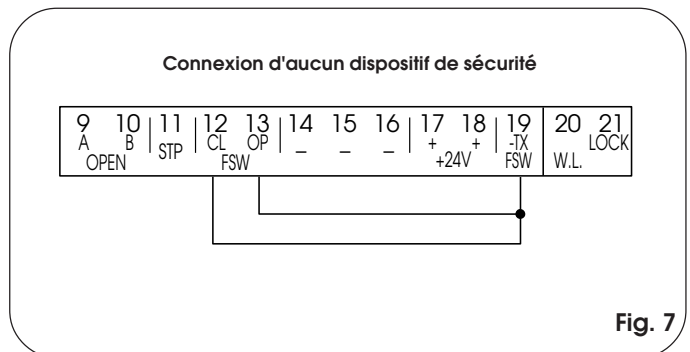 Connexion d'aucun dispositif de sécurité
9 10 11 12 13 14 15 16 17 18 19 20 21
A B STP CL OP _ _ _ + + -TX LOCK
OPEN FSW +24V FSW W.L.
Fig. 7